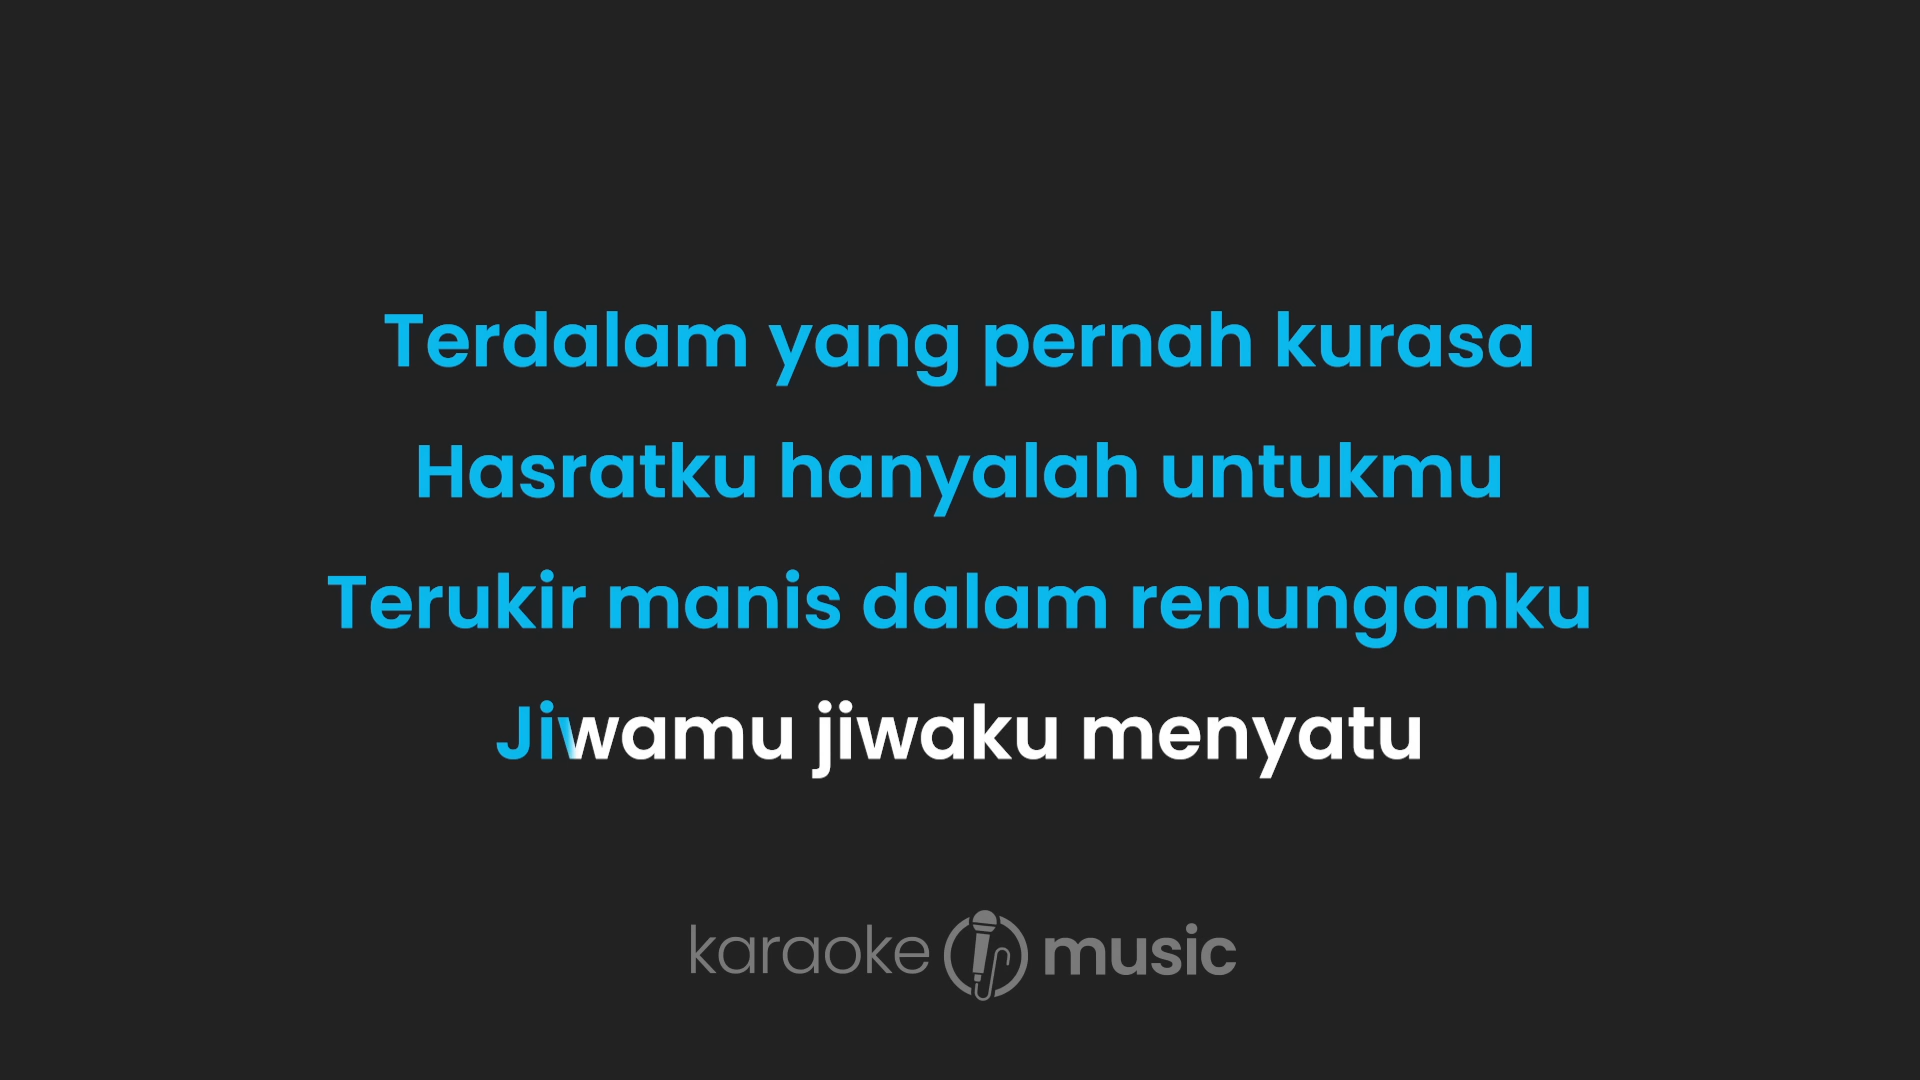 Terdalam yang pernah kurasa
Hasratku hanyalah untukmu
Terukir manis dalam renunganku
Jiwamu jiwaku menyatu
karaoke music